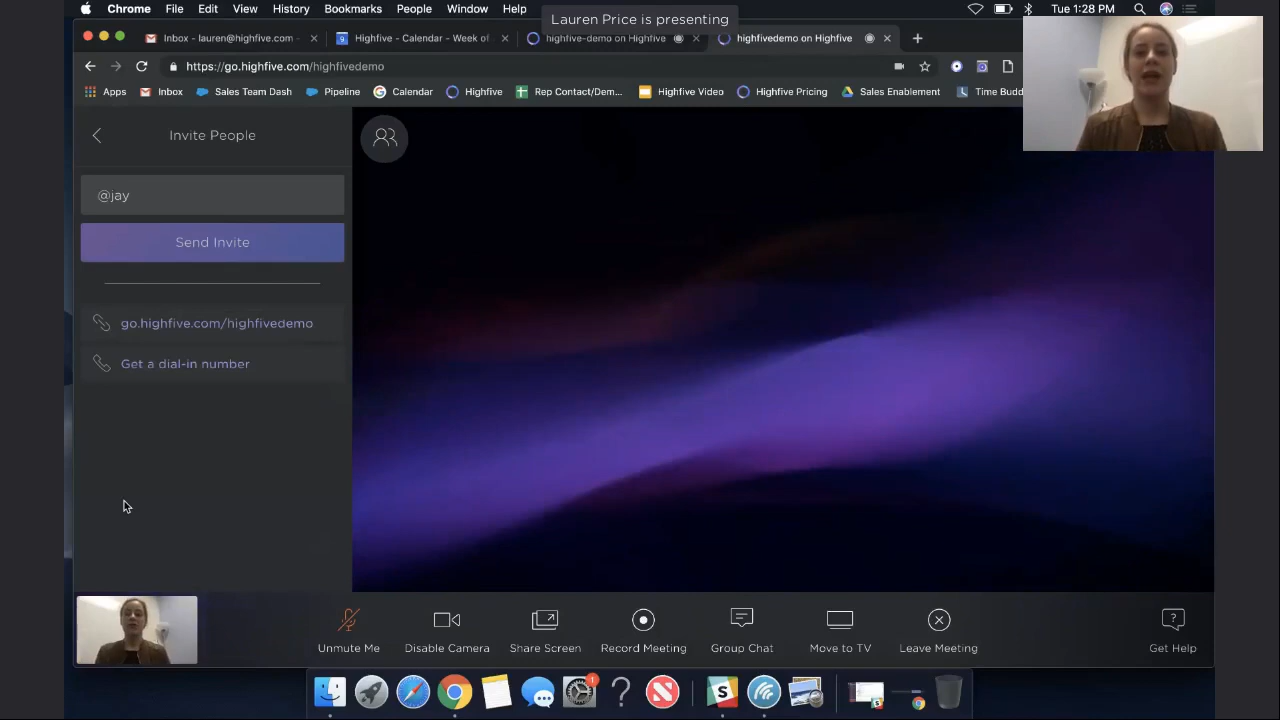 Chrome File Edit View History Bookmarks People Window Help
Lauren Price is presenting
Tue 1:28 PM
Inbox - lauren@highfive.com -
Highfive - Calendar - Week of
highfive-demo on Highfive
highfivedemo on Highfive
https://go.highfive.com/highfivedemo
Apps Inbox Sales Team Dash Pipeline Calendar Highfive Rep Contact/Dem... Highfive Video Highfive Pricing Sales Enablement Time Budd
Invite People
@jay
Send Invite
go.highfive.com/highfivedemo
Get a dial-in number
Unmute Me Disable Camera Share Screen Record Meeting Group Chat Move to TV Leave Meeting Get Help
9
1